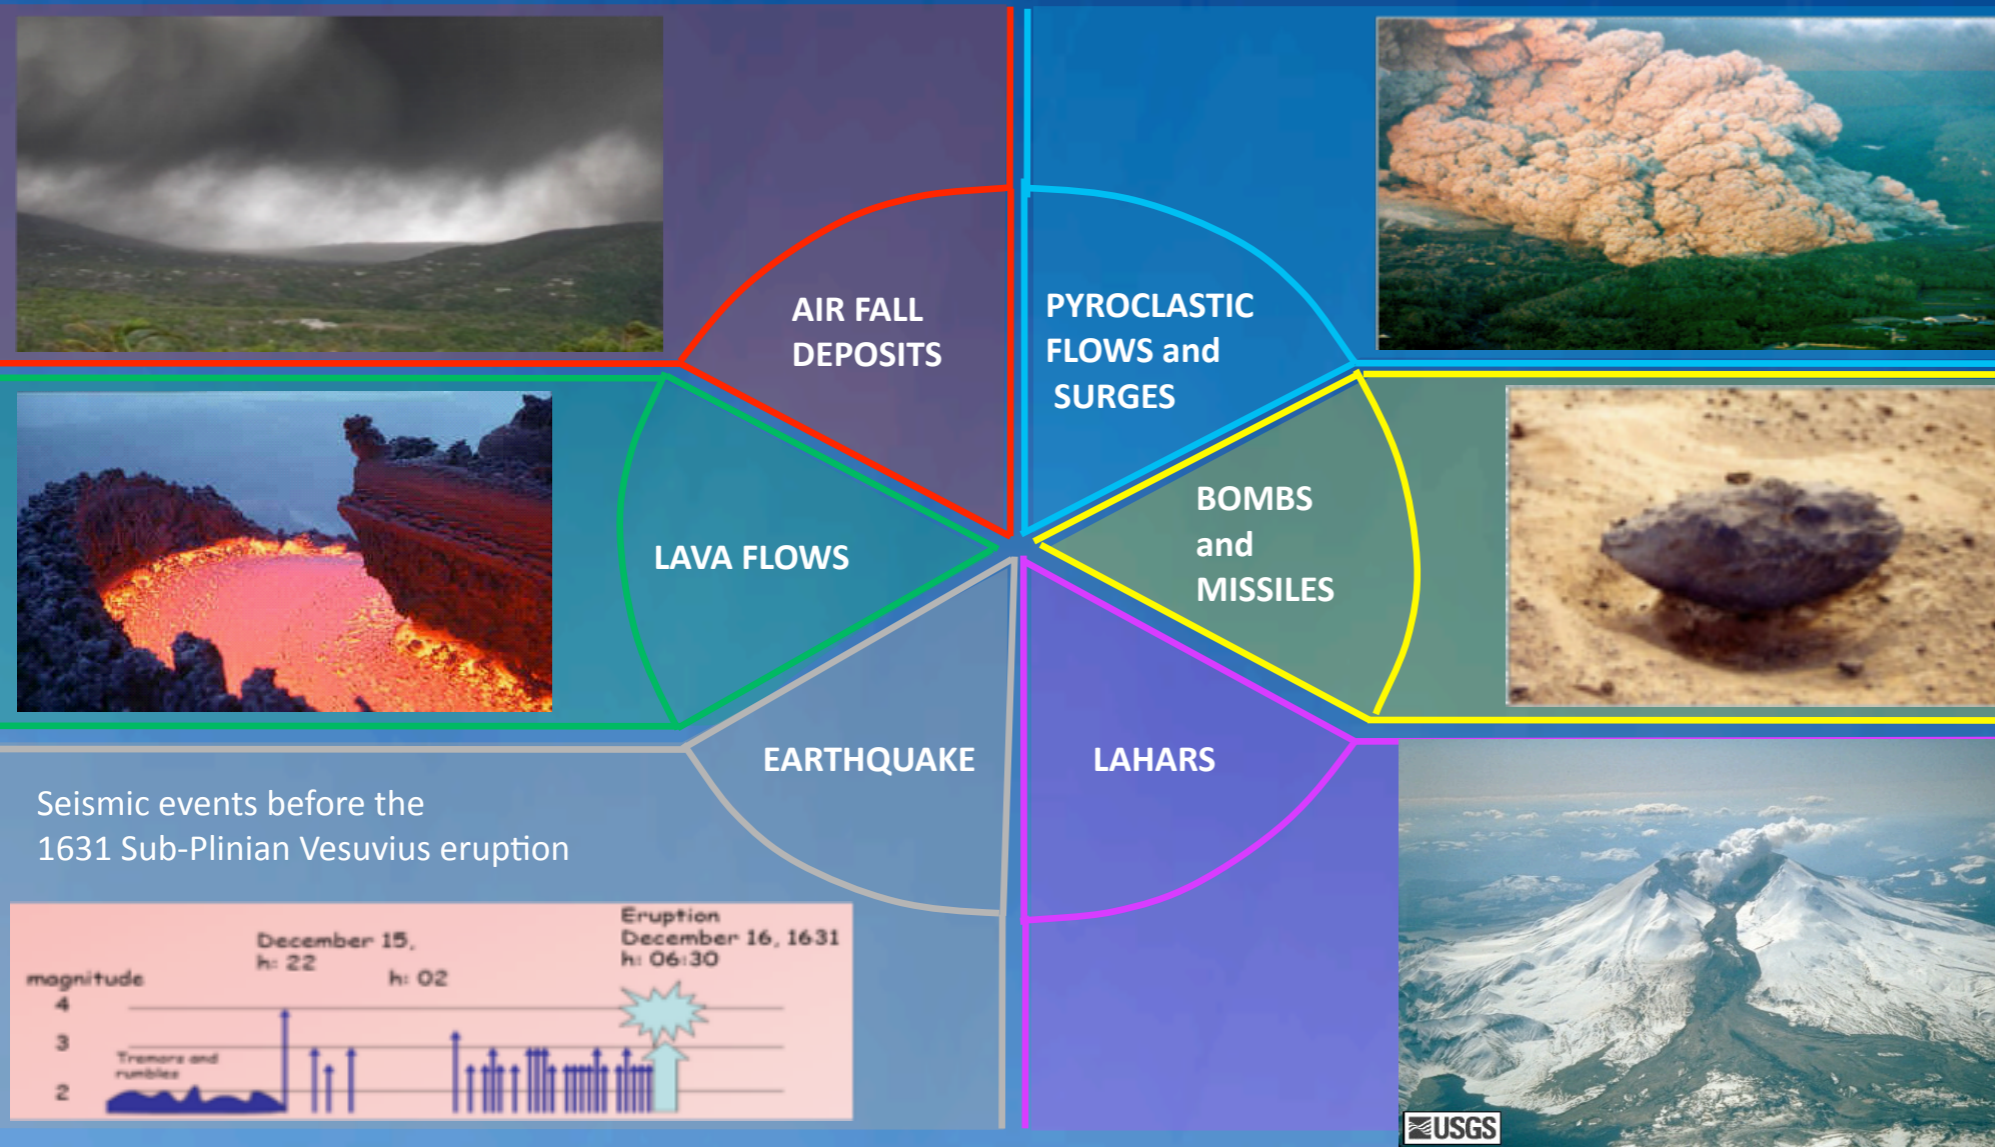 AIR FALL
DEPOSITS
PYROCLASTIC
FLOWS and
SURGES
LAVA FLOWS
BOMBS
and
MISSILES
EARTHQUAKE
LAHARS
Seismic events before the
1631 Sub-Plinian Vesuvius eruption
December 15,
h: 22
h: 02
Eruption
December 16, 1631
h: 06:30
magnitude
4
3
Tremors and
rumbles
2
USGS